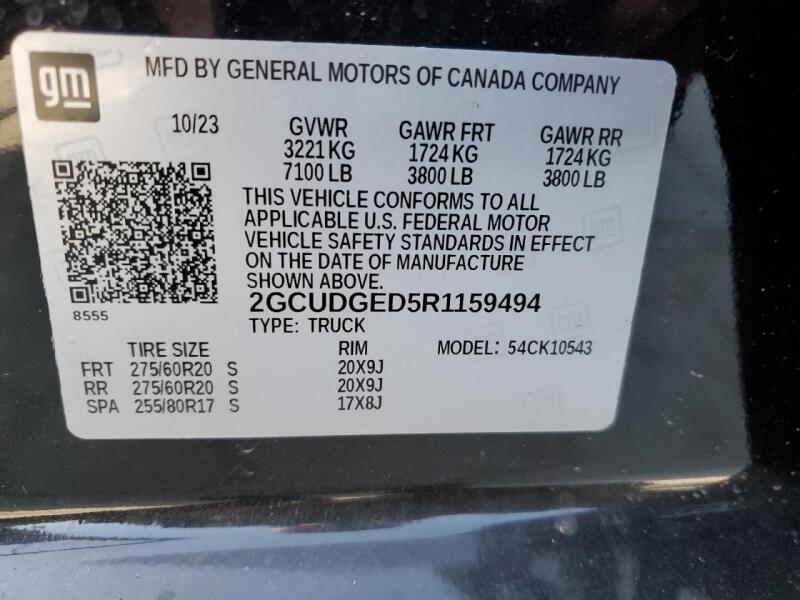 gm
MFD BY GENERAL MOTORS OF CANADA COMPANY
10/23 GVWR GAWR FRT GAWR RR
3221 KG 1724 KG 1724 KG
7100 LB 3800 LB 3800 LB
THIS VEHICLE CONFORMS TO ALL
APPLICABLE U.S. FEDERAL MOTOR
VEHICLE SAFETY STANDARDS IN EFFECT
ON THE DATE OF MANUFACTURE
SHOWN ABOVE.
8555
2GCUDGED5R1159494
TYPE: TRUCK
TIRE SIZE RIM MODEL: 54CK10543
FRT 275/60R20 S 20X9J
RR 275/60R20 S 20X9J
SPA 255/80R17 S 17X8J